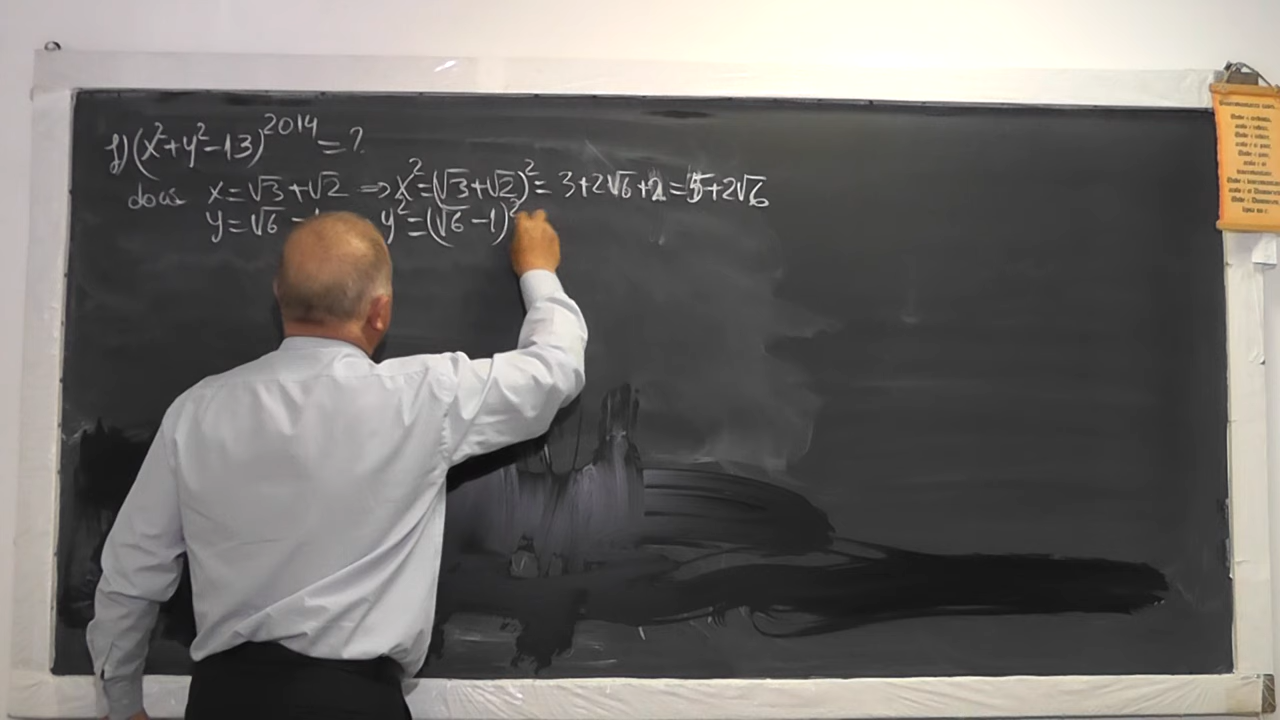 f) (x²+y²-13)²⁰¹⁴ = ?
x = √3 + √2 ⇒ x² = (√3+√2)² = 3+2√6+2 = 5+2√6
y = √6 - 1 y² = (√6-1)²